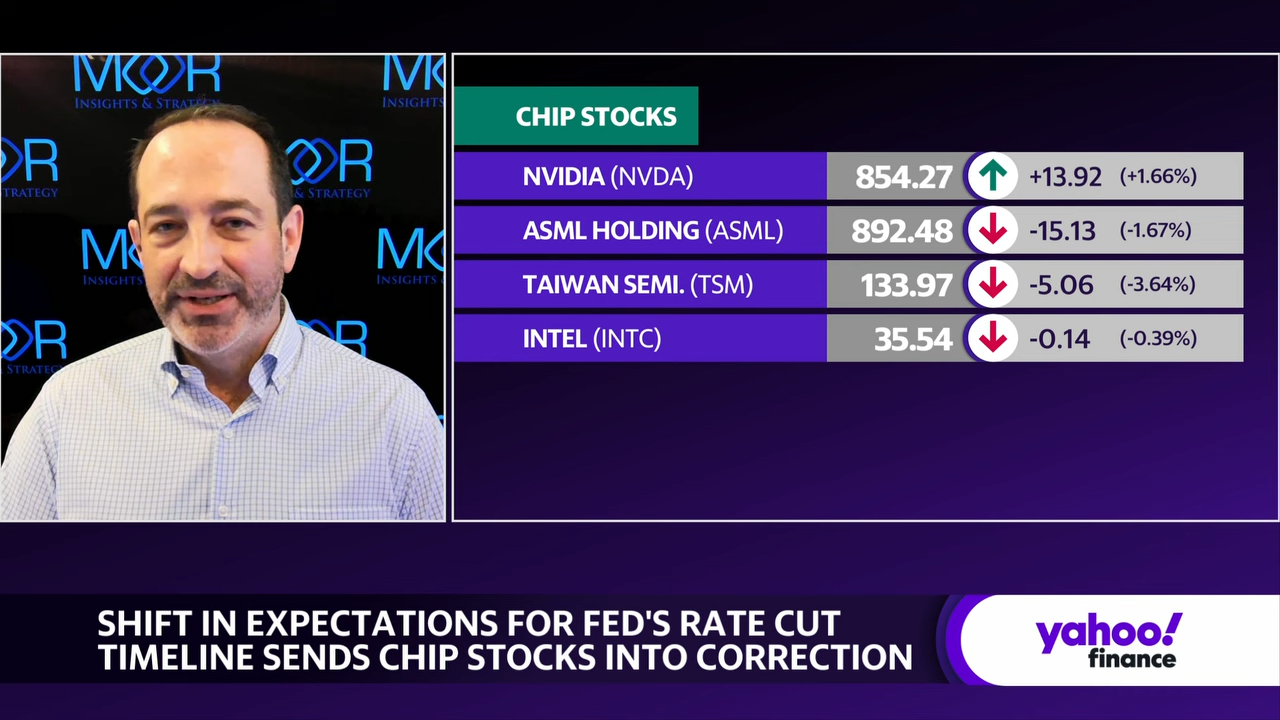 MOOR
INSIGHTS & STRATEGY
CHIP STOCKS
NVIDIA (NVDA) 854.27 +13.92 (+1.66%)
ASML HOLDING (ASML) 892.48 -15.13 (-1.67%)
TAIWAN SEMI. (TSM) 133.97 -5.06 (-3.64%)
INTEL (INTC) 35.54 -0.14 (-0.39%)
SHIFT IN EXPECTATIONS FOR FED'S RATE CUT
TIMELINE SENDS CHIP STOCKS INTO CORRECTION
yahoo!
finance